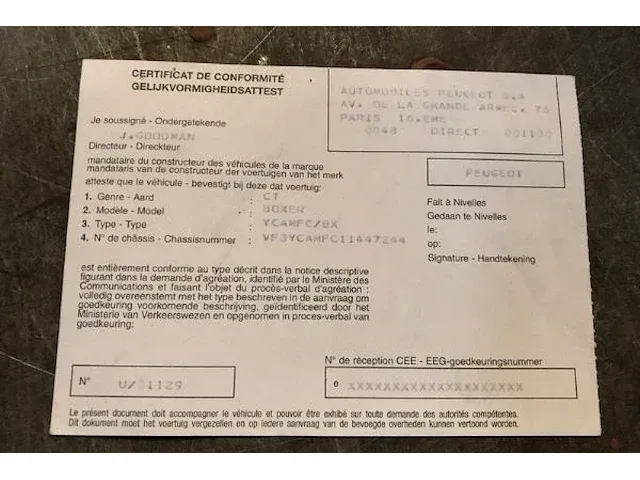 CERTIFICAT DE CONFORMITÉ
GELIJKVORMIGHEIDSATTEST
AUTOMOBILES PEUGEOT S.A
AV. DE LA GRANDE ARMEE, 75
PARIS 16.EME
0048 DIRECT
Je soussigné - Ondergetekende
J.GOODMAN
Directeur - Direckteur
mandataire du constructeur des véhicules de la marque
mandalaris van de constructeur der voertuigen van het merk
PEUGEOT
atteste que le véhicule - bevestigt bij deze dat voertuig:
1. Genre - Aard : CT
2. Modèle - Model : BOXER
3. Type - Type : YCAMFC/BX
4. N° de châssis - Chassisnummer : VF3YCAMFC11447244
Fait à Nivelles
Gedaan te Nivelles
le:
op:
Signature - Handtekening
est entièrement conforme au type décrit dans la notice descriptive
figurant dans la demande d'agréation, identifié par le Ministère des
Communications et faisant l'objet du procès-verbal d'agréation :
volledig overeenstemt met het type beschreven in de aanvraag om
goedkeuring voorkomende beschrijving, geïdentificeerd door het
Ministerie van Verkeerswezen en opgenomen in proces-verbal van
goedkeuring:
N° de réception CEE - EEG-goedkeuringsnummer
N° U/01129
e XXXXXXXXXXXXXXXXXXXX
Le présent document doit accompagner le véhicule et pouvoir être exhibé sur toute demande des autorités compétentes.
Dit dokument moet het voertuig vergezellen en op iedere aanvraag van de bevoegde overheden kunnen vertoond worden.